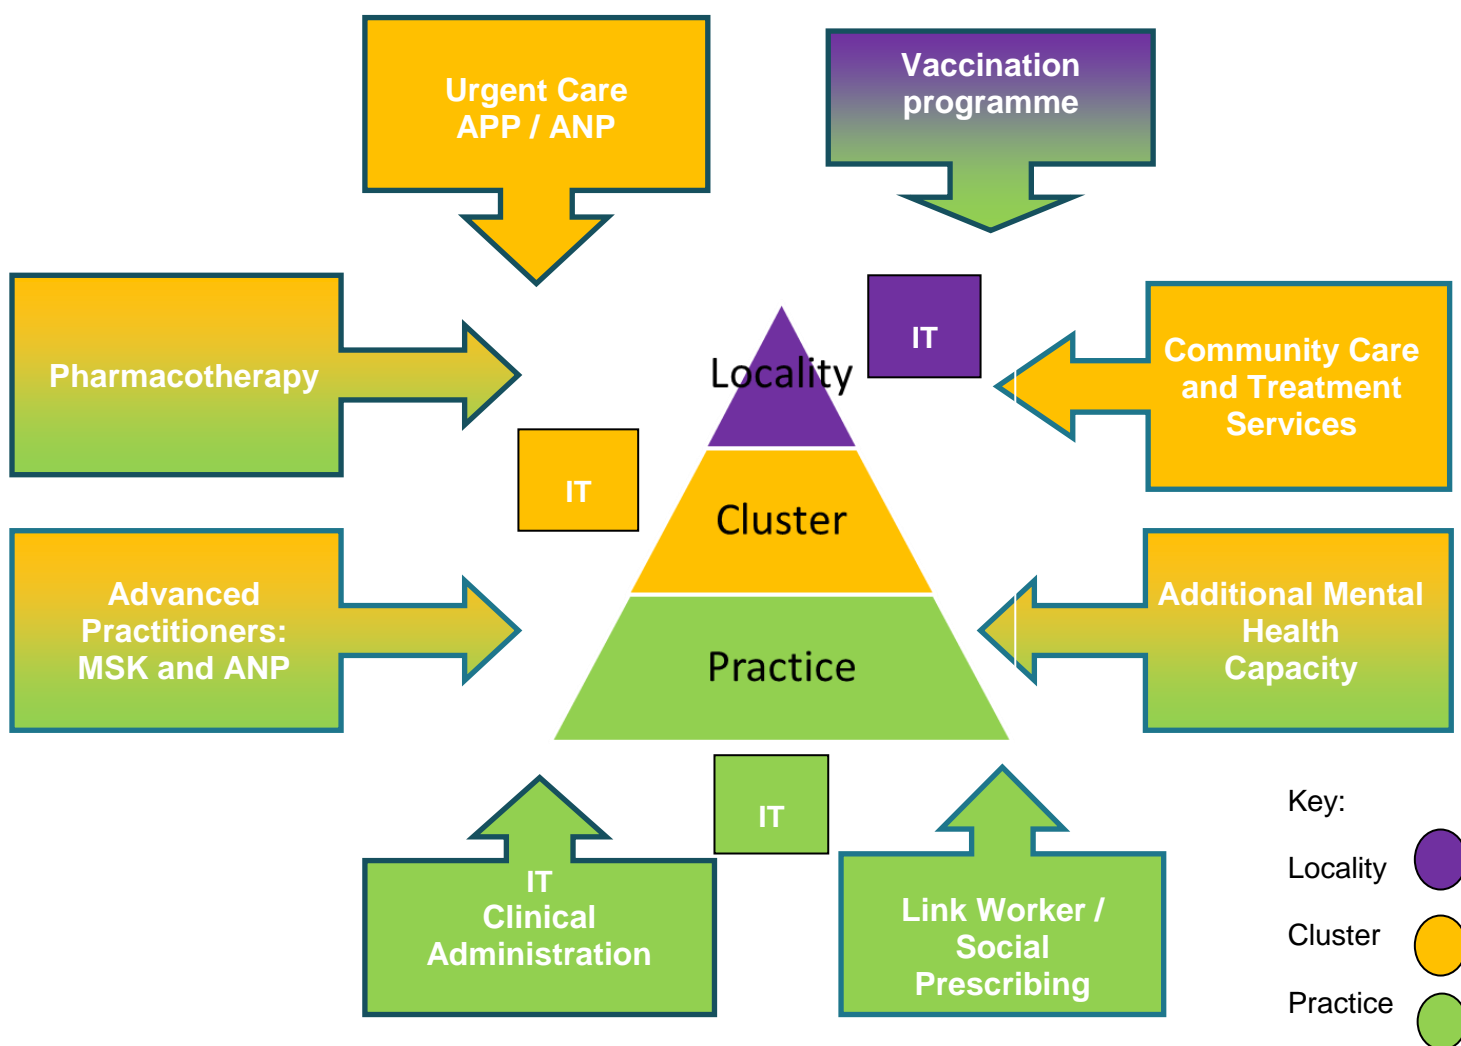 Urgent Care
APP / ANP
Vaccination
programme
Pharmacotherapy
Locality
IT
Community Care
and Treatment
Services
IT
Cluster
Advanced
Practitioners:
MSK and ANP
Practice
Additional Mental
Health
Capacity
IT
Clinical
Administration
IT
Link Worker /
Social
Prescribing
Key:
Locality
Cluster
Practice